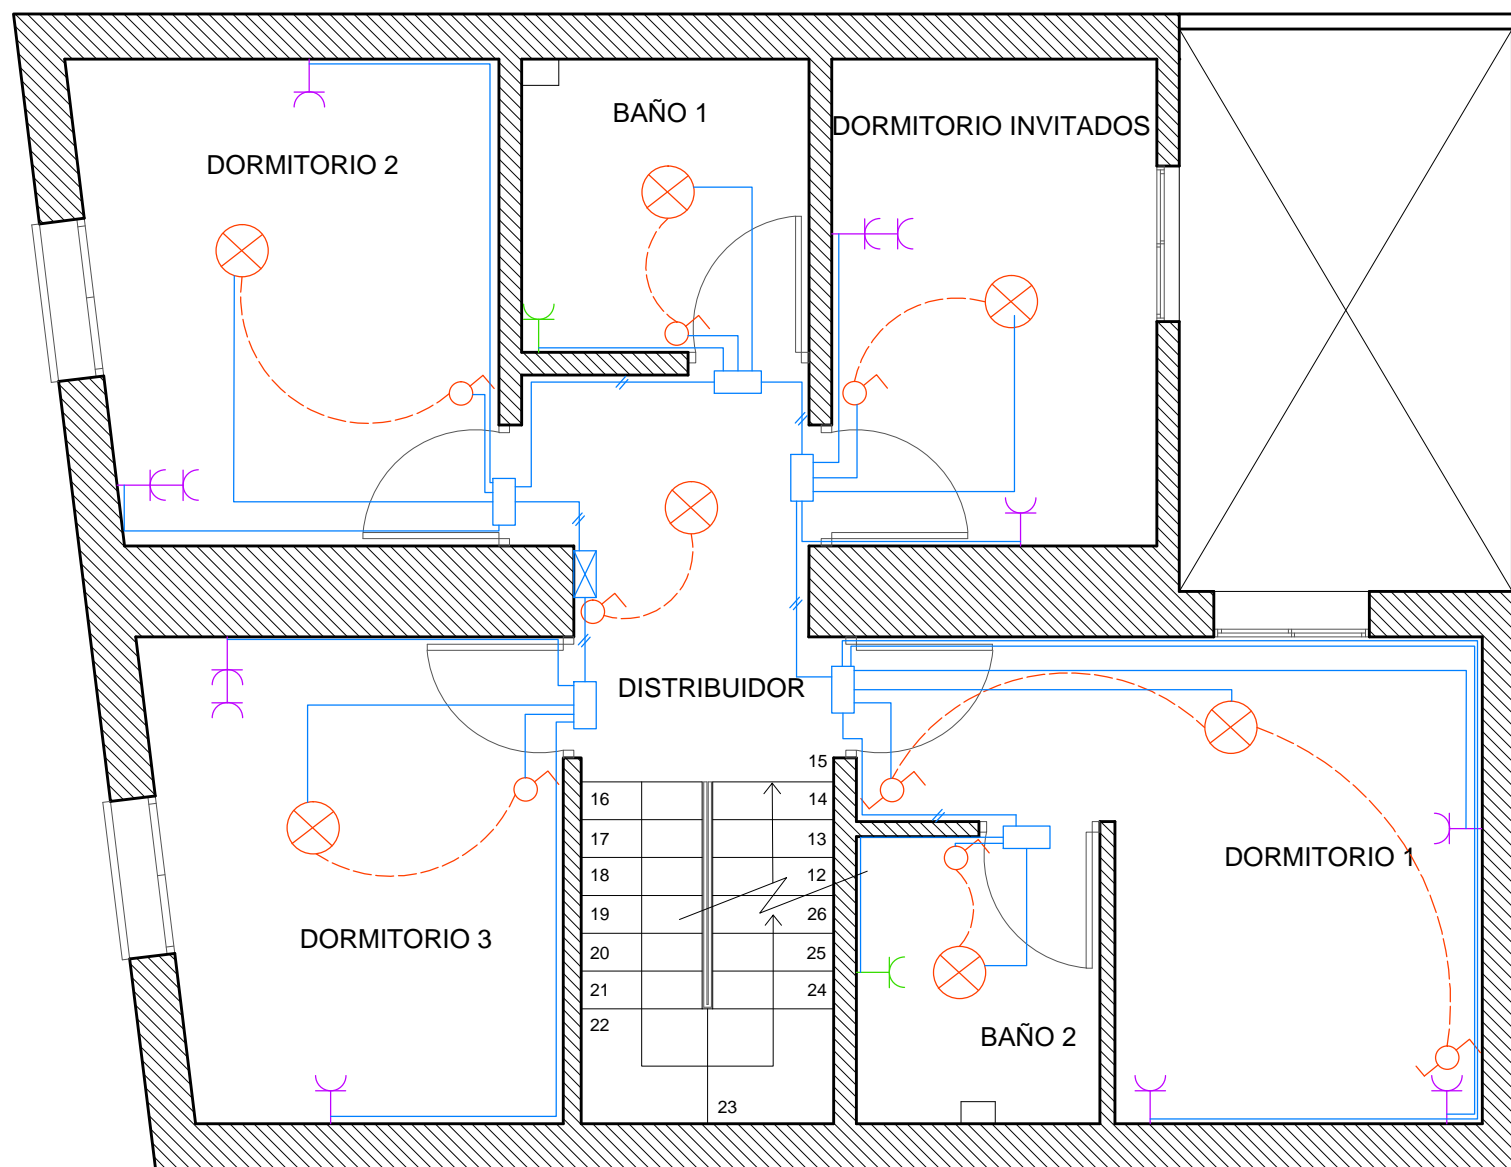 BAÑO 1
DORMITORIO INVITADOS
DORMITORIO 2
DISTRIBUIDOR
15
16
14
17
13
18
12
DORMITORIO 1
19
26
DORMITORIO 3
20
25
21
24
22
BAÑO 2
23